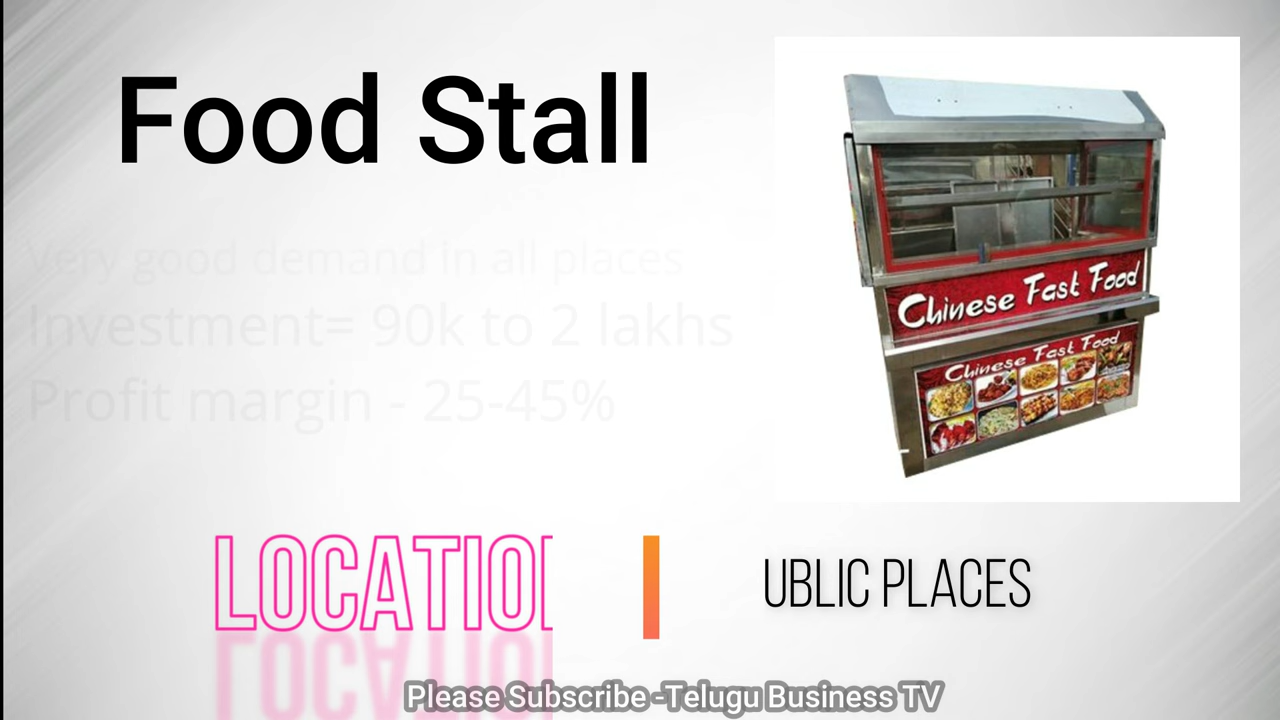 Food Stall
Very good demand in all places
Investment= 90k to 2 lakhs
Profit margin - 25-45%
Chinese Fast Food
Chinese Fast Food
LOCATIO
UBLIC PLACES
Please Subscribe -Telugu Business TV